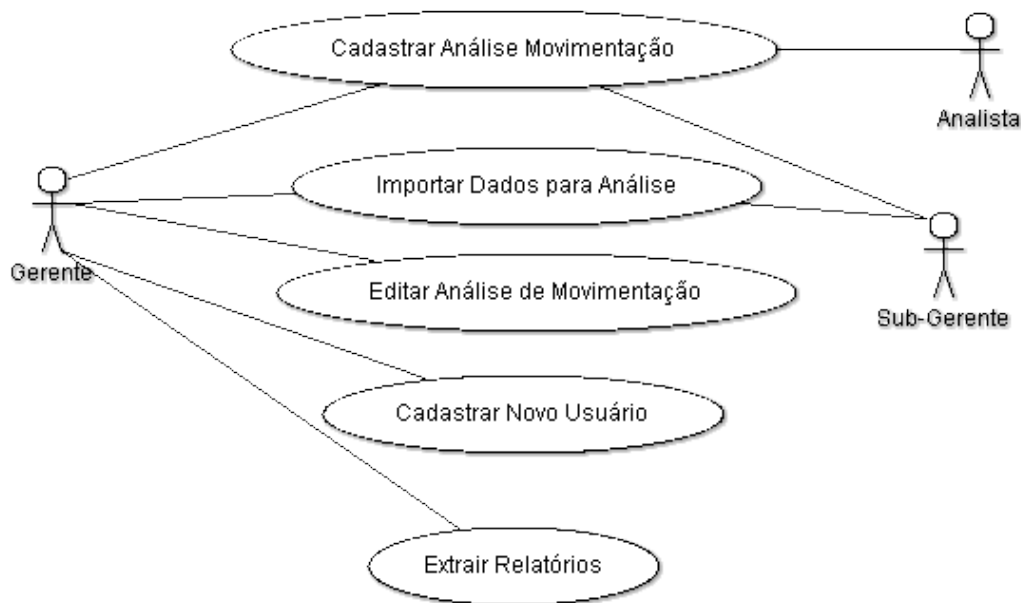 Cadastrar Análise Movimentação
Analista
Importar Dados para Análise
Gerente
Editar Análise de Movimentação
Sub-Gerente
Cadastrar Novo Usuário
Extrair Relatórios